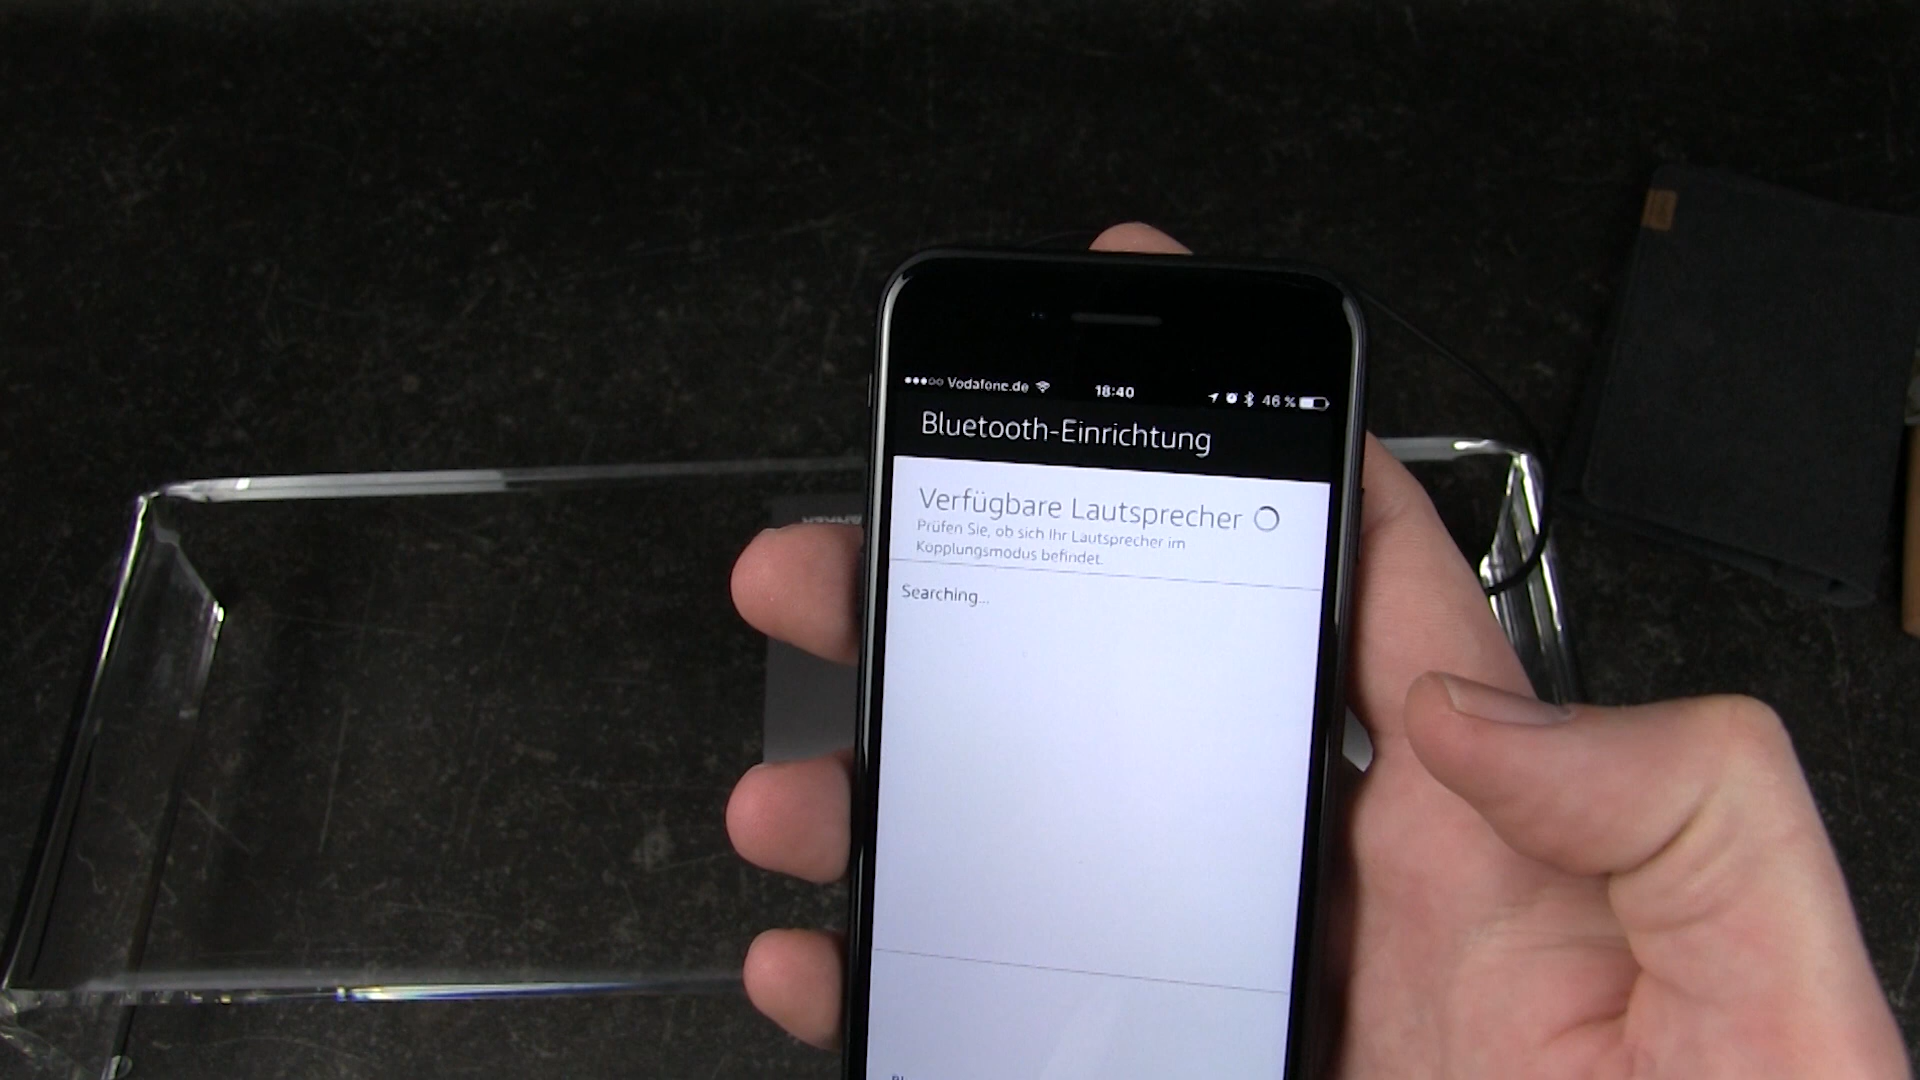 Vodafone.de 18:40 46 %
Bluetooth-Einrichtung
Verfügbare Lautsprecher
Prüfen Sie, ob sich Ihr Lautsprecher im
Kopplungsmodus befindet.
Searching...